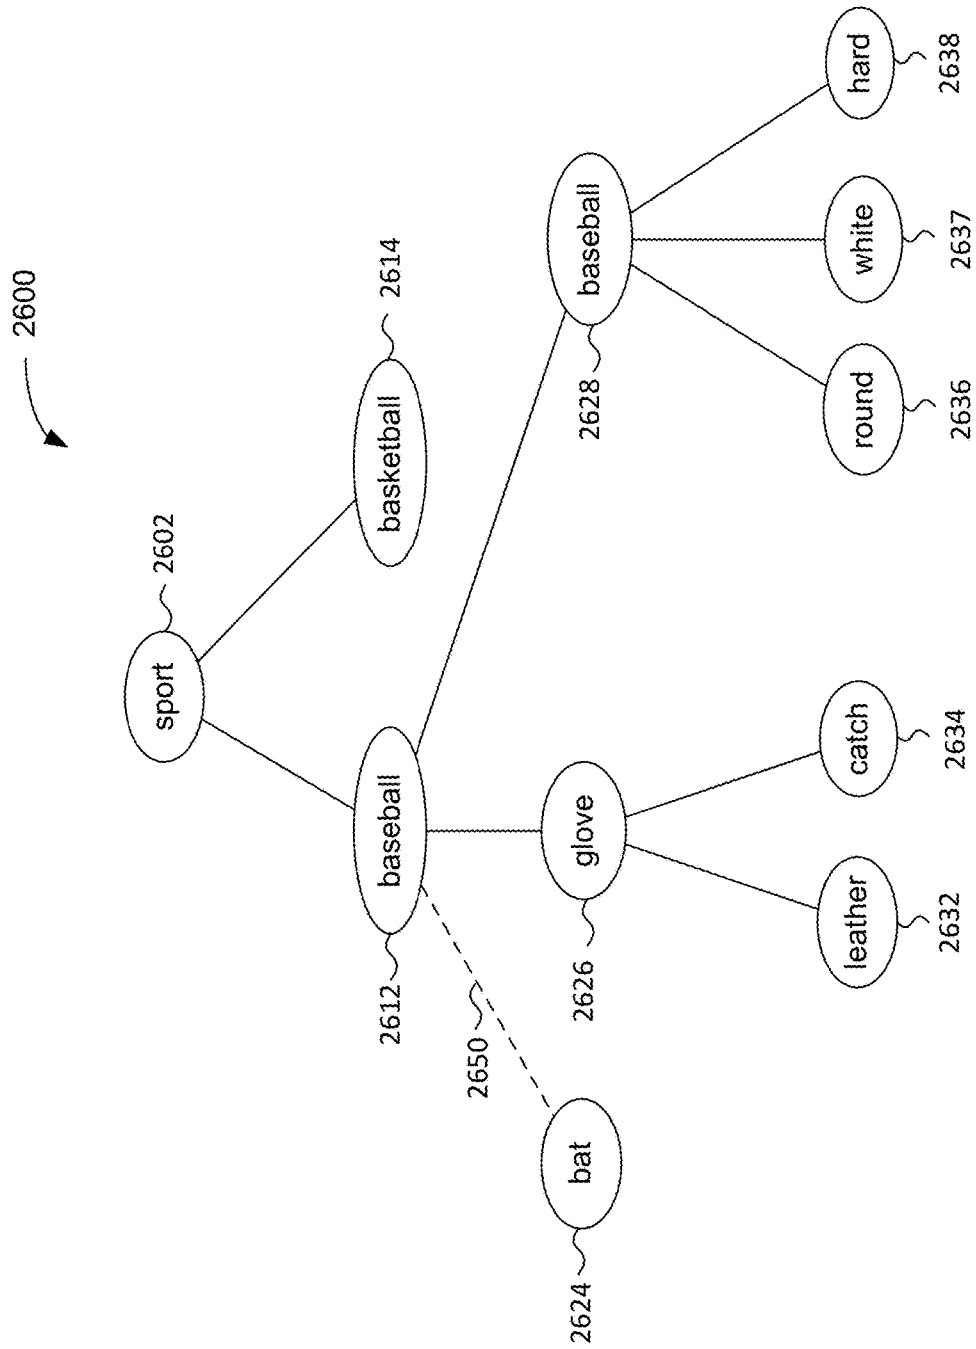 2600
sport
2602
baseball
2612
basketball
2614
2650
bat
2624
glove
2626
baseball
2628
leather
2632
catch
2634
round
2636
white
2637
hard
2638